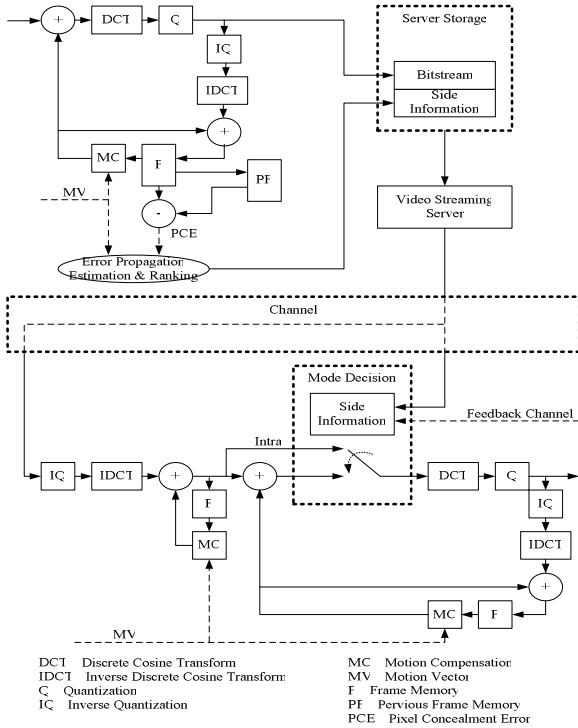 Server Storage
+
DCT
Q
IQ
Bitstream
IDCT
Side
Information
+
MC
F
PF
MV
Video Streaming
Server
-
PCE
Error Propagation
Estimation & Ranking
Channel
Mode Decision
Side
Information
Feedback Channel
Intra
IQ
IDCT
+
+
DCT
Q
F
IQ
MC
IDCT
+
MC
F
MV
DCT Discrete Cosine Transform
IDCT Inverse Discrete Cosine Transform
Q Quantization
IQ Inverse Quantization
MC Motion Compensation
MV Motion Vector
F Frame Memory
PF Pervious Frame Memory
PCE Pixel Concealment Error